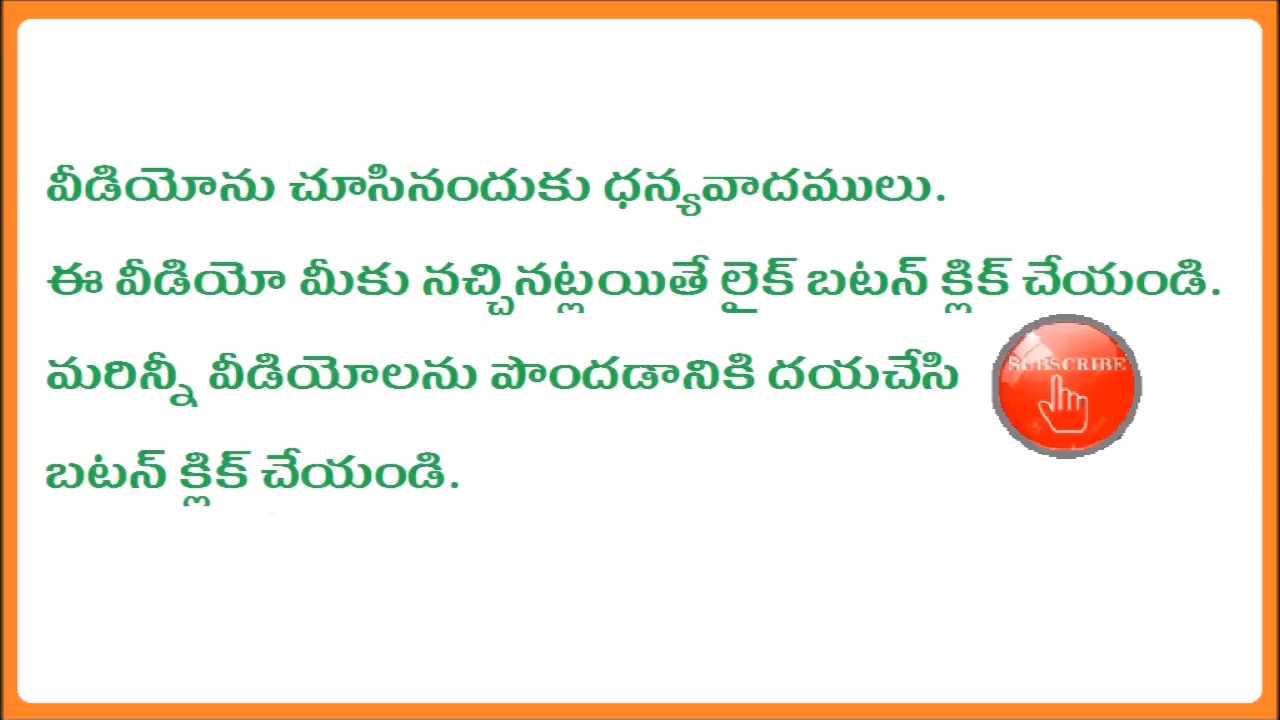 వీడియోను చూసినందుకు ధన్యవాదములు.
ఈ వీడియో మీకు నచ్చినట్లయితే లైక్ బటన్ క్లిక్ చేయండి.
మరిన్నీ వీడియోలను పొందడానికి దయచేసి SUBSCRIBE
బటన్ క్లిక్ చేయండి.